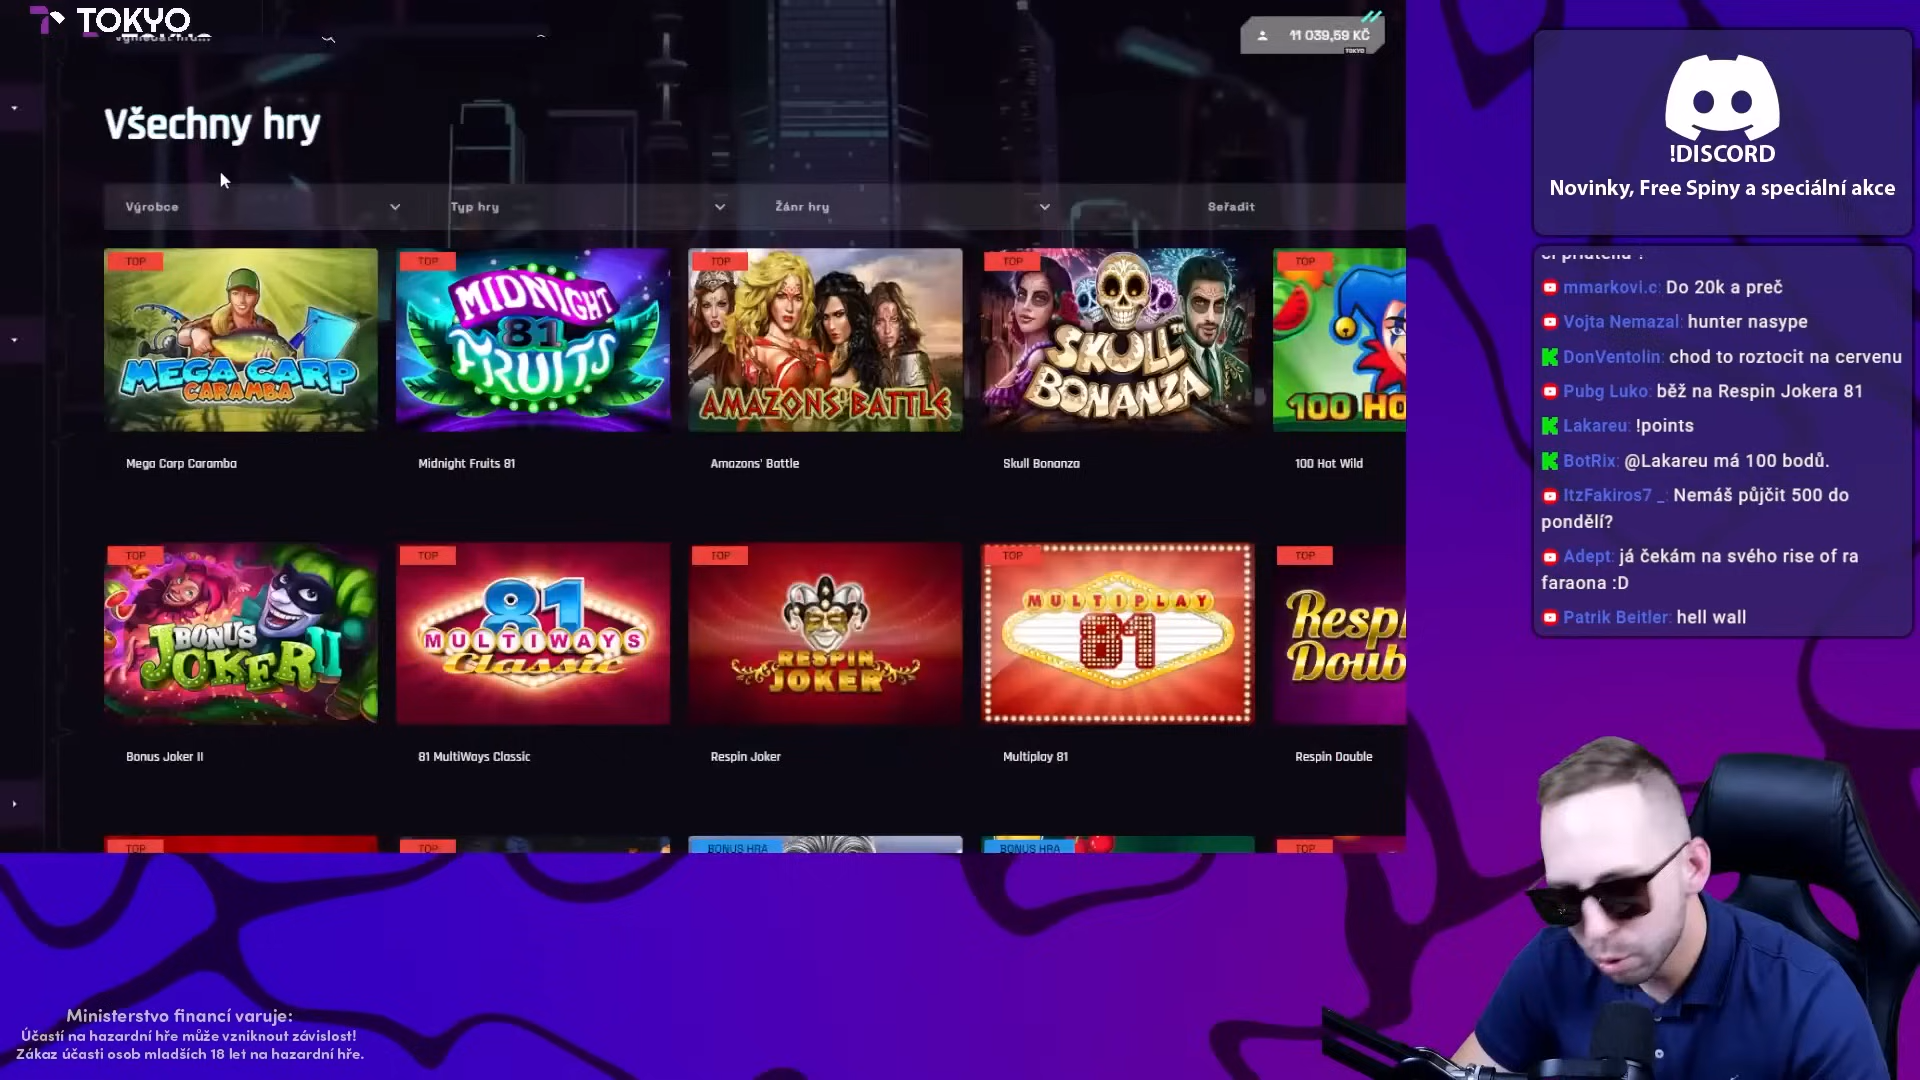 TOKYO
11 039,59 KČ
TOKYO
Všechny hry
Výrobce
Typ hry
Žánr hry
Seřadit
TOP
TOP
TOP
TOP
TOP
MEGA CARP
CARAMBA
MIDNIGHT
81
FRUITS
AMAZONS' BATTLE
SKULL
BONANZA
100 HO
Mega Carp Caramba
Midnight Fruits 81
Amazons' Battle
Skull Bonanza
100 Hot Wild
TOP
TOP
TOP
TOP
TOP
BONUS
JOKER II
81
MULTIWAYS
Classic
RESPIN
JOKER
MULTIPLAY
81
Resp
Doub
Bonus Joker II
81 MultiWays Classic
Respin Joker
Multiplay 81
Respin Double
TOP
TOP
BONUS HRA
BONUS HRA
TOP
Ministerstvo financí varuje:
Účastí na hazardní hře může vzniknout závislost!
Zákaz účasti osob mladších 18 let na hazardní hře.
!DISCORD
Novinky, Free Spiny a speciální akce
mmarkovi.c: Do 20k a preč
Vojta Nemazal: hunter nasype
DonVentolin: chod to roztocit na cervenu
Pubg Luko: běž na Respin Jokera 81
Lakareu: !points
BotRix: @Lakareu má 100 bodů.
ItzFakiros7 _: Nemáš půjčit 500 do
pondělí?
Adept: já čekám na svého rise of ra
faraona :D
Patrik Beitler: hell wall